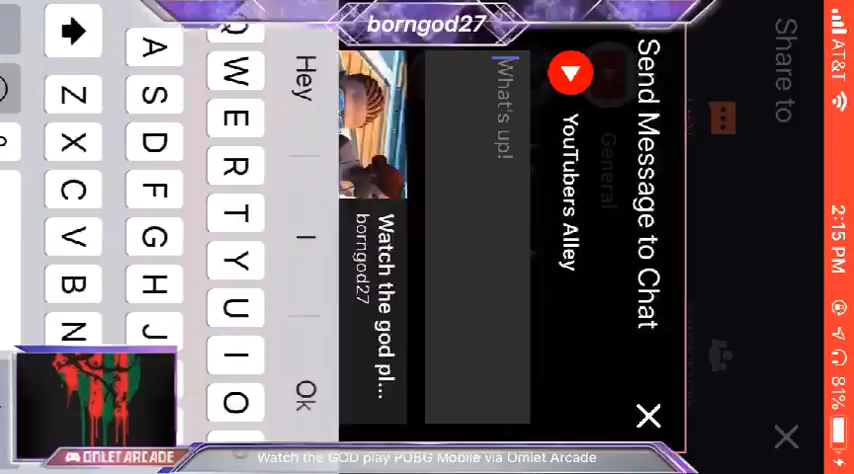 borngod27
AT&T
2:15 PM
81%
Share to
Send Message to Chat
General
YouTubers Alley
What's up!
Watch the god pl...
borngod27
Hey
I
Ok
Q W E R T Y U I O
A S D F G H J
Z X C V B N
OMLET ARCADE
Watch the GOD play PUBG Mobile via Omlet Arcade